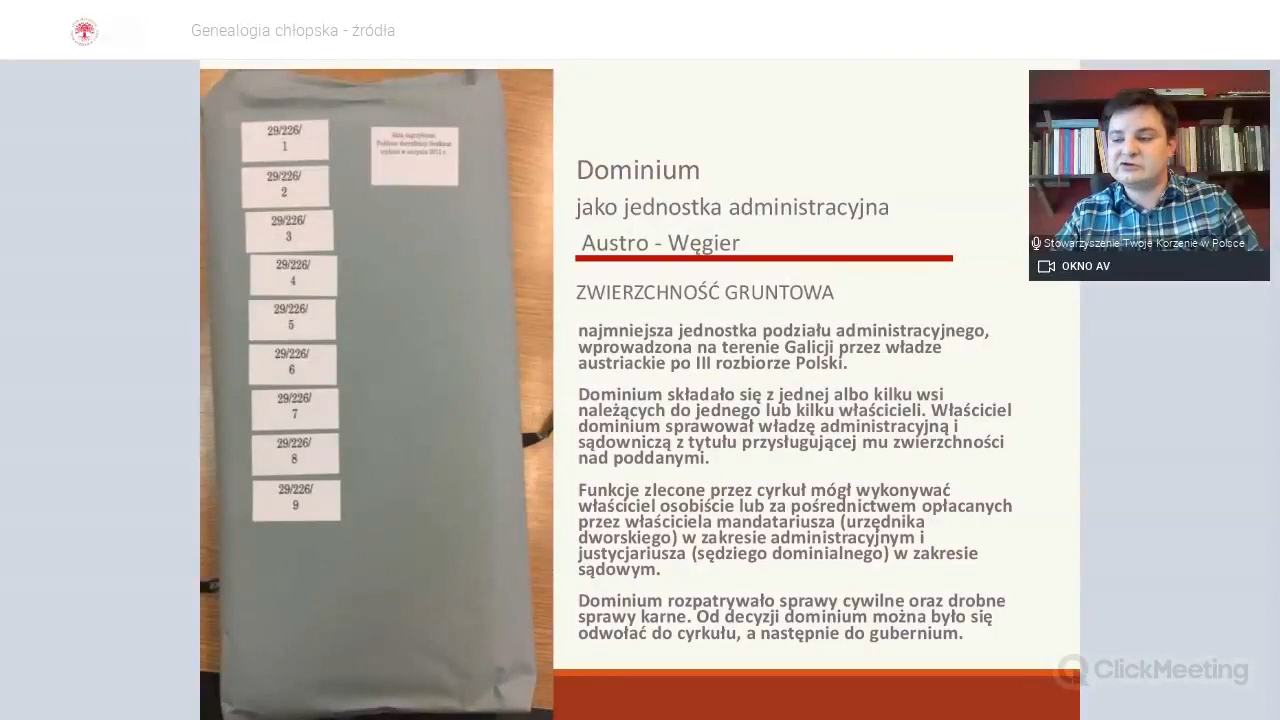 Genealogia chłopska - źródła
29/226/
1
29/226/
2
29/226/
3
29/226/
4
29/226/
5
29/226/
6
29/226/
7
29/226/
8
29/226/
9
Dominium
jako jednostka administracyjna
Austro - Węgier
ZWIERZCHNOŚĆ GRUNTOWA
najmniejsza jednostka podziału administracyjnego,
wprowadzona na terenie Galicji przez władze
austriackie po III rozbiorze Polski.
Dominium składało się z jednej albo kilku wsi
należących do jednego lub kilku właścicieli. Właściciel
dominium sprawował władzę administracyjną i
sądowniczą z tytułu przysługującej mu zwierzchności
nad poddanymi.
Funkcje zlecone przez cyrkuł mógł wykonywać
właściciel osobiście lub za pośrednictwem opłacanych
przez właściciela mandatariusza (urzędnika
dworskiego) w zakresie administracyjnym i
justycjariusza (sędziego dominialnego) w zakresie
sądowym.
Dominium rozpatrywało sprawy cywilne oraz drobne
sprawy karne. Od decyzji dominium można było się
odwołać do cyrkułu, a następnie do gubernium.
Stowarzyszenie Twoje Korzenie w Polsce
OKNO AV
ClickMeeting